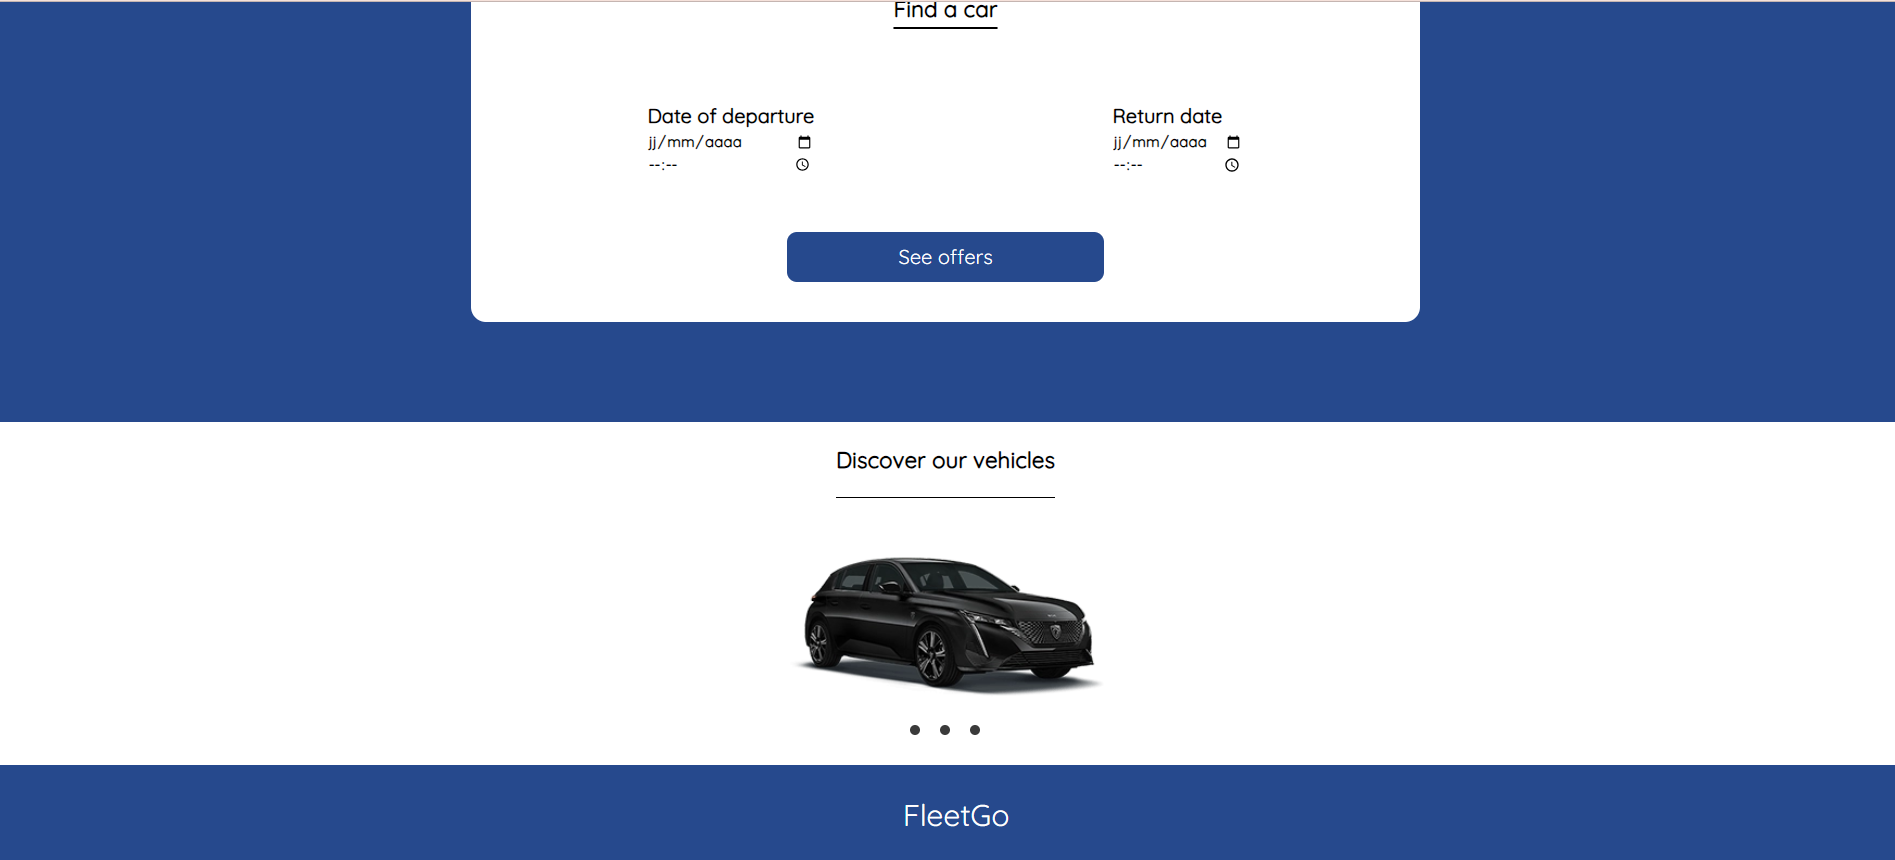 Find a car
Date of departure
jj/mm/aaaa
--:--
Return date
jj/mm/aaaa
--:--
See offers
Discover our vehicles
FleetGo